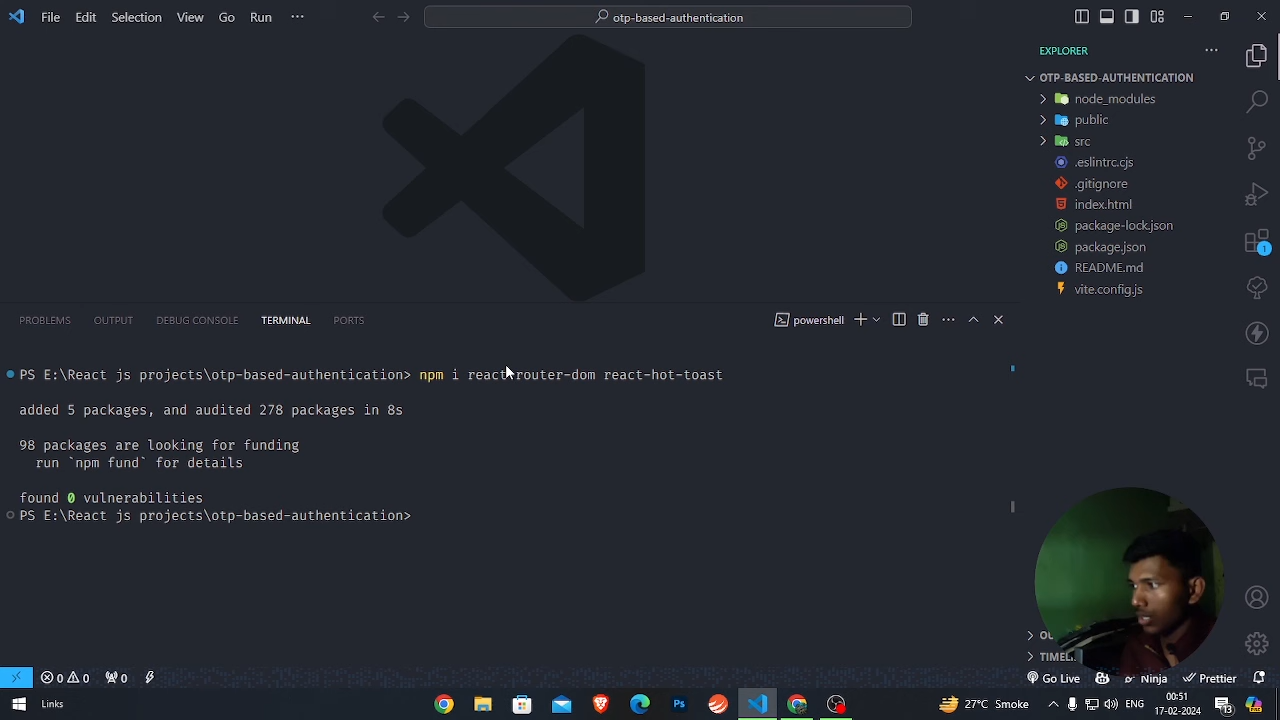 File Edit Selection View Go Run ··· otp-based-authentication
EXPLORER ···
OTP-BASED-AUTHENTICATION
node_modules
public
src
.eslintrc.cjs
.gitignore
index.html
package-lock.json
package.json
README.md
vite.config.js
1
PROBLEMS OUTPUT DEBUG CONSOLE TERMINAL PORTS powershell
PS E:\React js projects\otp-based-authentication> npm i react-router-dom react-hot-toast
added 5 packages, and audited 278 packages in 8s
98 packages are looking for funding
run `npm fund` for details
found 0 vulnerabilities
PS E:\React js projects\otp-based-authentication>
TIMEL
0 0 0 Go Live Ninja Prettier
Links 27°C Smoke ENG 00:51 17-02-2024